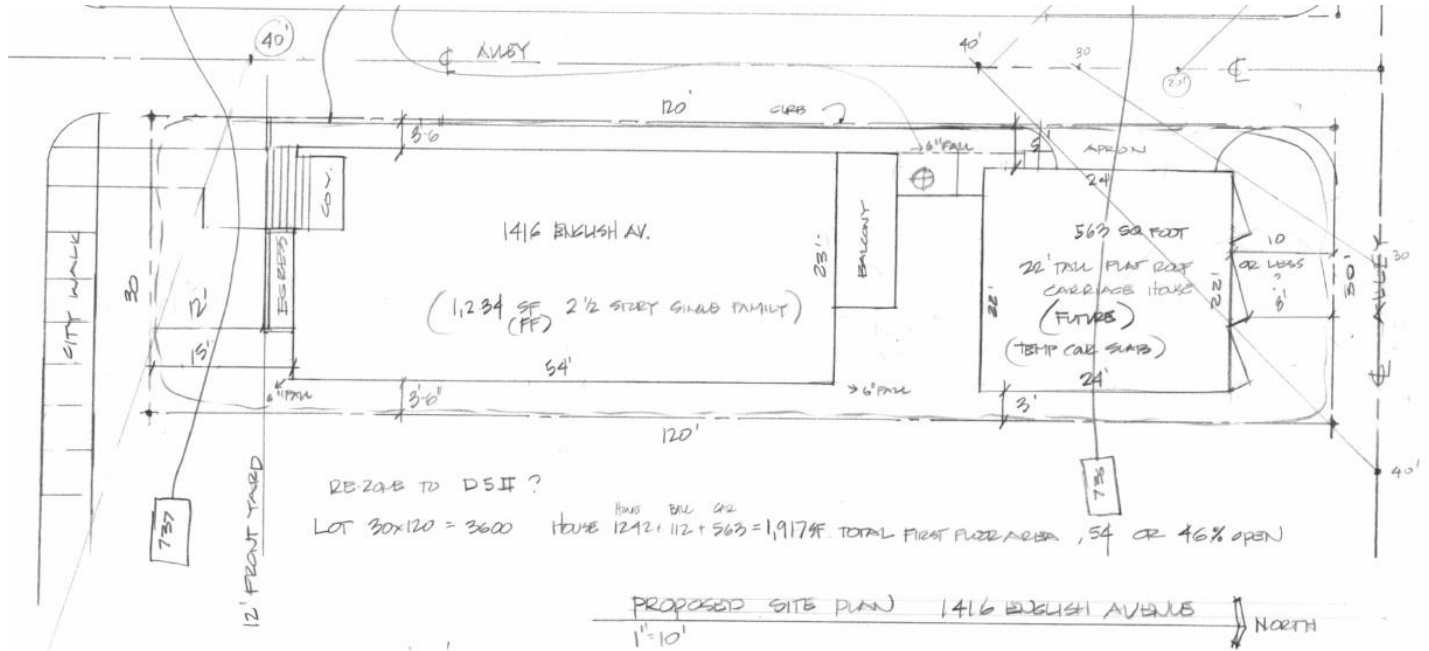 40'
℄ ALLEY
40'
30
20'
℄
120'
CURB
3'-6
6" FALL
5'
APRON
24'
COV.
EGRESS
1416 ENGLISH AV.
(1,234 SF 2 1/2 STORY SINGLE FAMILY)
(FF)
23'-
BALCONY
563 SQ FOOT
22' TALL FLAT ROOF
CARRIAGE HOUSE
(FUTURE)
(TEMP CONC SLAB)
22'
22'
24'
10
OR LESS
?
8'
30'
ALLEY
℄
30
40'
CITY WALK
30
12'
15'
54'
6" FALL
3'-6"
6" FALL
3'
120'
737
12' FRONT YARD
736
RE-ZONE TO D5II ?
HOUSE BAL CAR
LOT 30x120 = 3600 HOUSE 1242 + 112 + 563 = 1,917 SF. TOTAL FIRST FLOOR AREA , 54 OR 46% OPEN
PROPOSED SITE PLAN 1416 ENGLISH AVENUE
1"=10'
NORTH